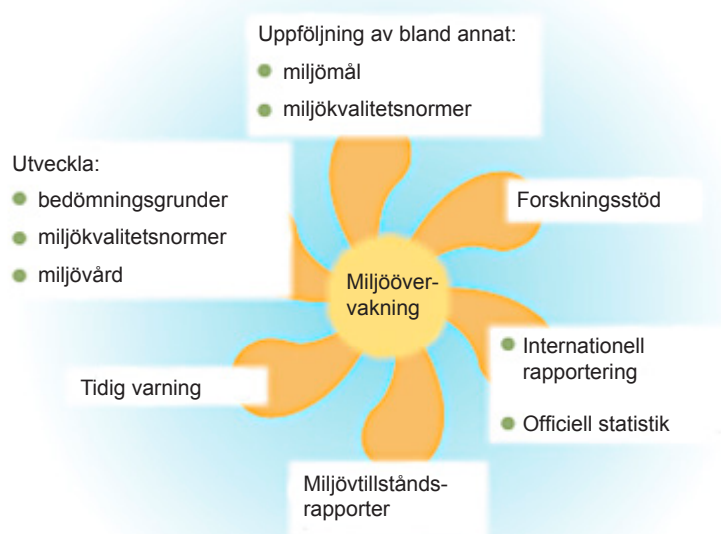 Uppföljning av bland annat:
miljömål
miljökvalitetsnormer
Utveckla:
bedömningsgrunder
miljökvalitetsnormer
miljövård
Forskningsstöd
Miljööver-
vakning
Internationell
rapportering
Officiell statistik
Tidig varning
Miljövtillstånds-
rapporter